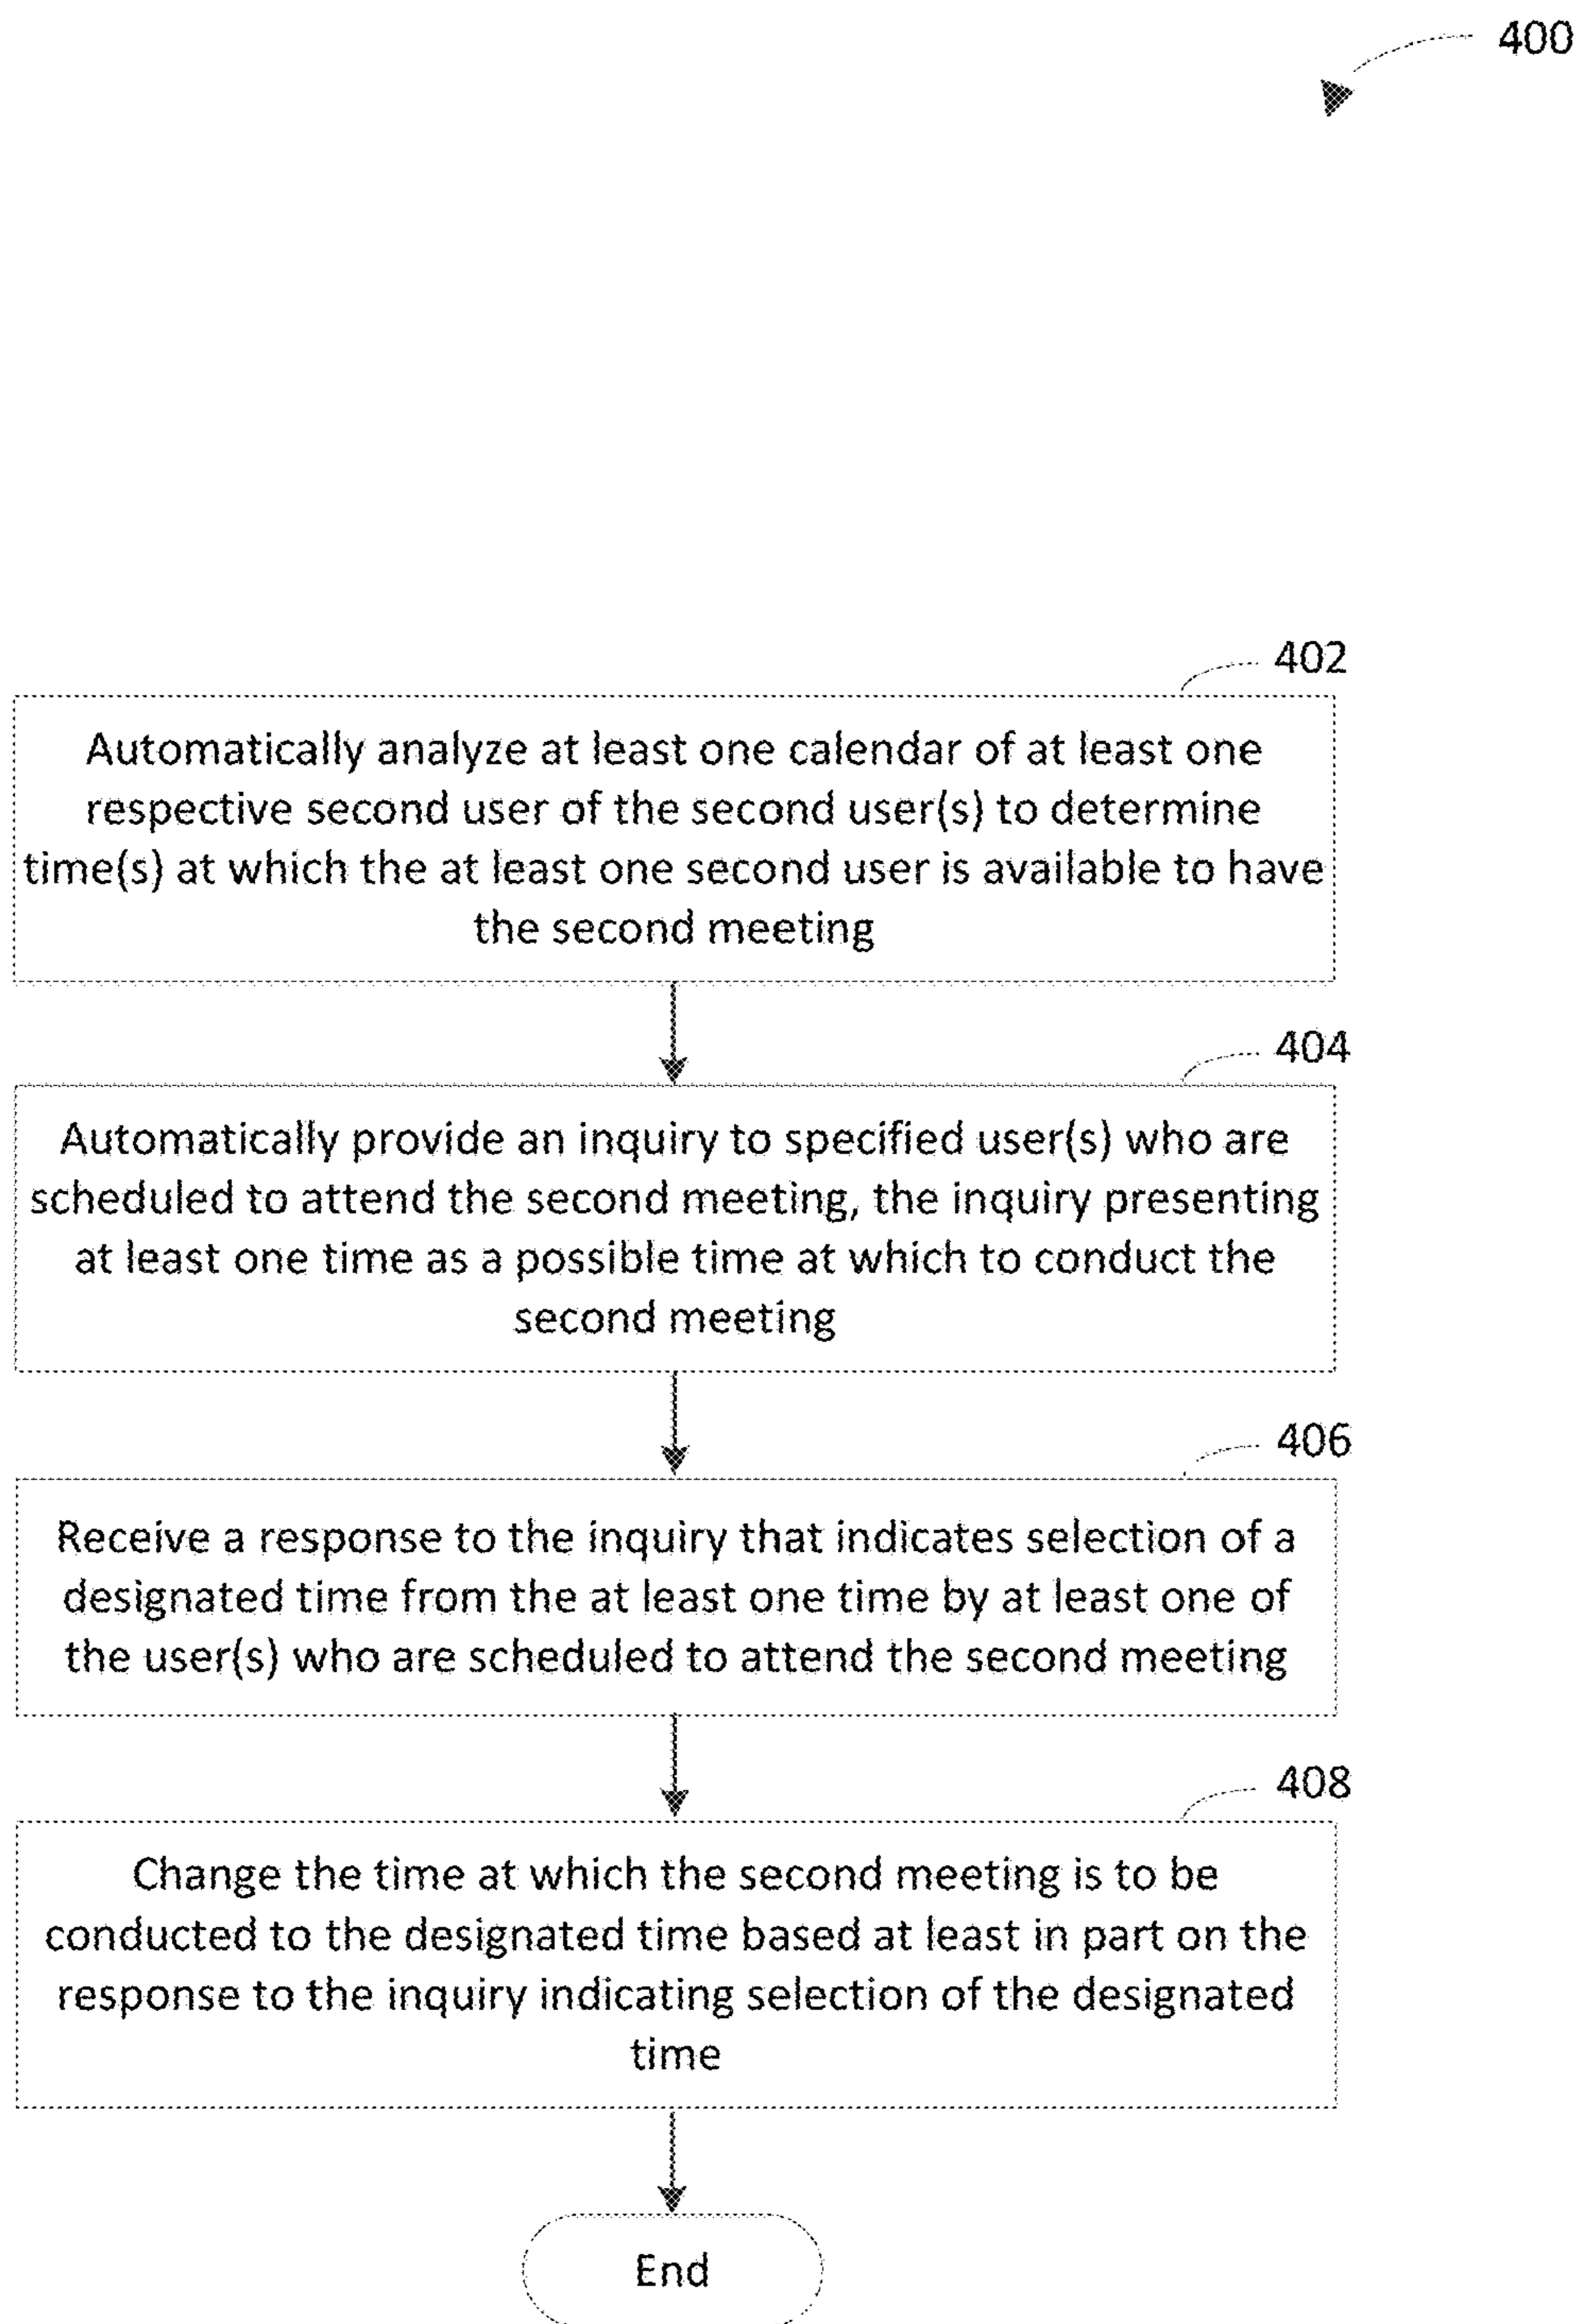 400
402
Automatically analyze at least one calendar of at least one
respective second user of the second user(s) to determine
time(s) at which the at least one second user is available to have
the second meeting
404
Automatically provide an inquiry to specified user(s) who are
scheduled to attend the second meeting, the inquiry presenting
at least one time as a possible time at which to conduct the
second meeting
406
Receive a response to the inquiry that indicates selection of a
designated time from the at least one time by at least one of
the user(s) who are scheduled to attend the second meeting
408
Change the time at which the second meeting is to be
conducted to the designated time based at least in part on the
response to the inquiry indicating selection of the designated
time
End